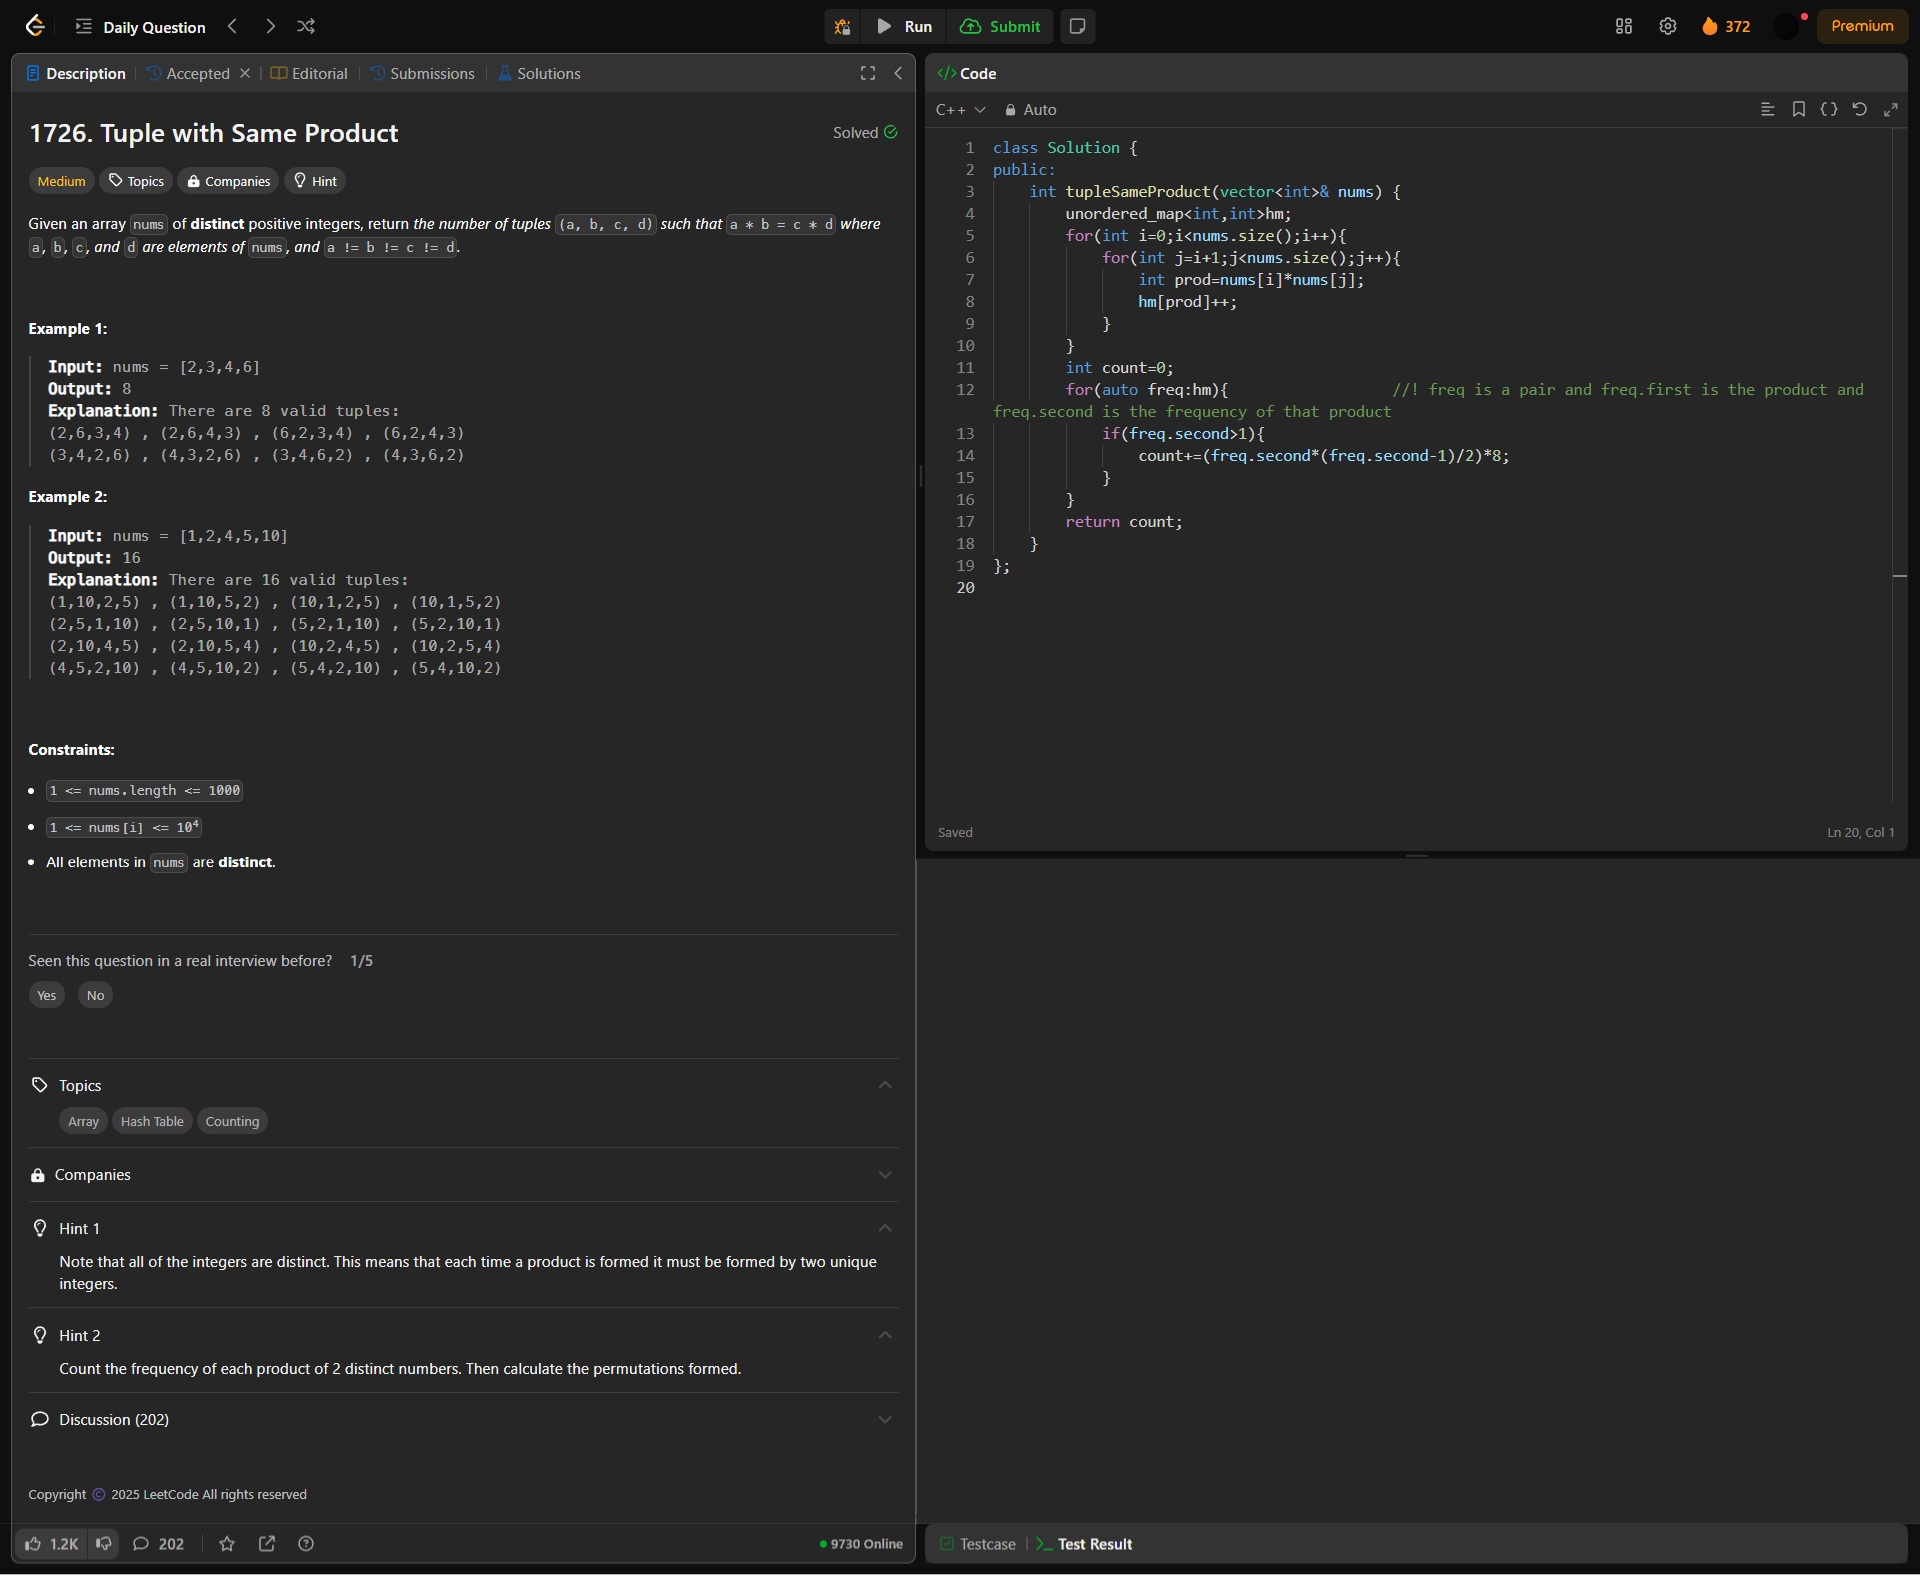 Daily Question
Run
Submit
372
Premium
Description
Accepted
Editorial
Submissions
Solutions
1726. Tuple with Same Product
Solved
Medium
Topics
Companies
Hint
Given an array nums of distinct positive integers, return the number of tuples (a, b, c, d) such that a * b = c * d where
a, b, c, and d are elements of nums, and a != b != c != d.
Example 1:
Input: nums = [2,3,4,6]
Output: 8
Explanation: There are 8 valid tuples:
(2,6,3,4) , (2,6,4,3) , (6,2,3,4) , (6,2,4,3)
(3,4,2,6) , (4,3,2,6) , (3,4,6,2) , (4,3,6,2)
Example 2:
Input: nums = [1,2,4,5,10]
Output: 16
Explanation: There are 16 valid tuples:
(1,10,2,5) , (1,10,5,2) , (10,1,2,5) , (10,1,5,2)
(2,5,1,10) , (2,5,10,1) , (5,2,1,10) , (5,2,10,1)
(2,10,4,5) , (2,10,5,4) , (10,2,4,5) , (10,2,5,4)
(4,5,2,10) , (4,5,10,2) , (5,4,2,10) , (5,4,10,2)
Constraints:
• 1 <= nums.length <= 1000
• 1 <= nums[i] <= 10⁴
• All elements in nums are distinct.
Seen this question in a real interview before? 1/5
Yes No
Topics
Array Hash Table Counting
Companies
Hint 1
Note that all of the integers are distinct. This means that each time a product is formed it must be formed by two unique
integers.
Hint 2
Count the frequency of each product of 2 distinct numbers. Then calculate the permutations formed.
Discussion (202)
Copyright © 2025 LeetCode All rights reserved
1.2K
202
9730 Online
</> Code
C++
Auto
1 class Solution {
2 public:
3     int tupleSameProduct(vector<int>& nums) {
4         unordered_map<int,int>hm;
5         for(int i=0;i<nums.size();i++){
6             for(int j=i+1;j<nums.size();j++){
7                 int prod=nums[i]*nums[j];
8                 hm[prod]++;
9             }
10         }
11         int count=0;
12         for(auto freq:hm){                  //! freq is a pair and freq.first is the product and
freq.second is the frequency of that product
13             if(freq.second>1){
14                 count+=(freq.second*(freq.second-1)/2)*8;
15             }
16         }
17         return count;
18     }
19 };
20
Saved
Ln 20, Col 1
Testcase
Test Result